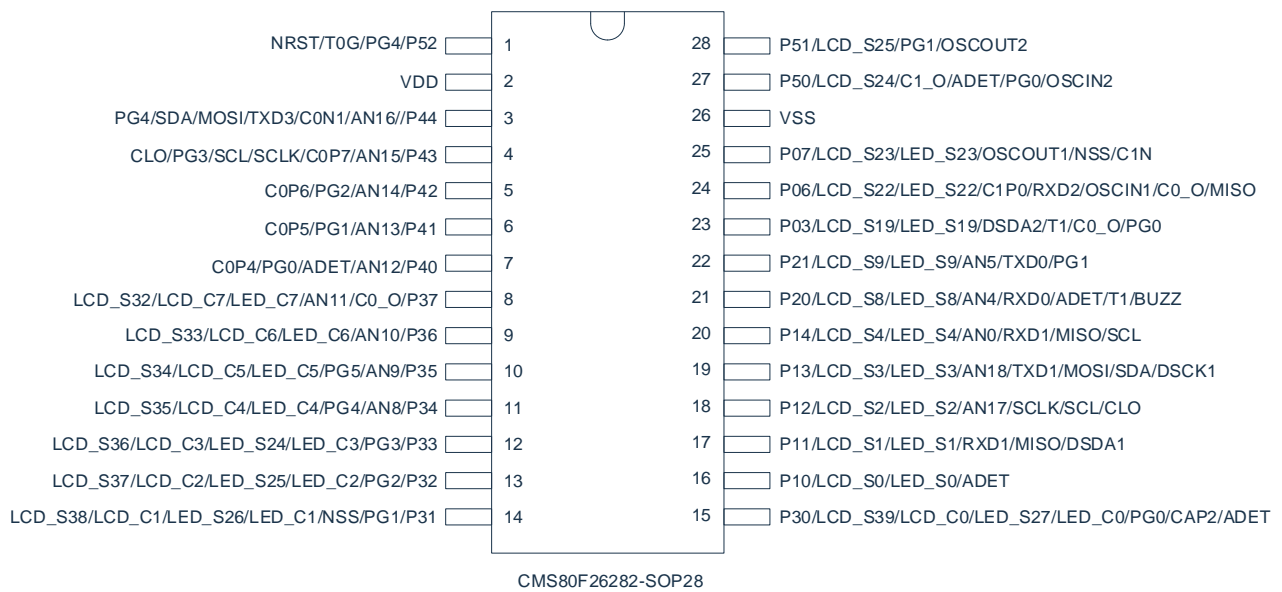 NRST/T0G/PG4/P52 1 28 P51/LCD_S25/PG1/OSCOUT2
VDD 2 27 P50/LCD_S24/C1_O/ADET/PG0/OSCIN2
PG4/SDA/MOSI/TXD3/C0N1/AN16//P44 3 26 VSS
CLO/PG3/SCL/SCLK/C0P7/AN15/P43 4 25 P07/LCD_S23/LED_S23/OSCOUT1/NSS/C1N
C0P6/PG2/AN14/P42 5 24 P06/LCD_S22/LED_S22/C1P0/RXD2/OSCIN1/C0_O/MISO
C0P5/PG1/AN13/P41 6 23 P03/LCD_S19/LED_S19/DSDA2/T1/C0_O/PG0
C0P4/PG0/ADET/AN12/P40 7 22 P21/LCD_S9/LED_S9/AN5/TXD0/PG1
LCD_S32/LCD_C7/LED_C7/AN11/C0_O/P37 8 21 P20/LCD_S8/LED_S8/AN4/RXD0/ADET/T1/BUZZ
LCD_S33/LCD_C6/LED_C6/AN10/P36 9 20 P14/LCD_S4/LED_S4/AN0/RXD1/MISO/SCL
LCD_S34/LCD_C5/LED_C5/PG5/AN9/P35 10 19 P13/LCD_S3/LED_S3/AN18/TXD1/MOSI/SDA/DSCK1
LCD_S35/LCD_C4/LED_C4/PG4/AN8/P34 11 18 P12/LCD_S2/LED_S2/AN17/SCLK/SCL/CLO
LCD_S36/LCD_C3/LED_S24/LED_C3/PG3/P33 12 17 P11/LCD_S1/LED_S1/RXD1/MISO/DSDA1
LCD_S37/LCD_C2/LED_S25/LED_C2/PG2/P32 13 16 P10/LCD_S0/LED_S0/ADET
LCD_S38/LCD_C1/LED_S26/LED_C1/NSS/PG1/P31 14 15 P30/LCD_S39/LCD_C0/LED_S27/LED_C0/PG0/CAP2/ADET
CMS80F26282-SOP28